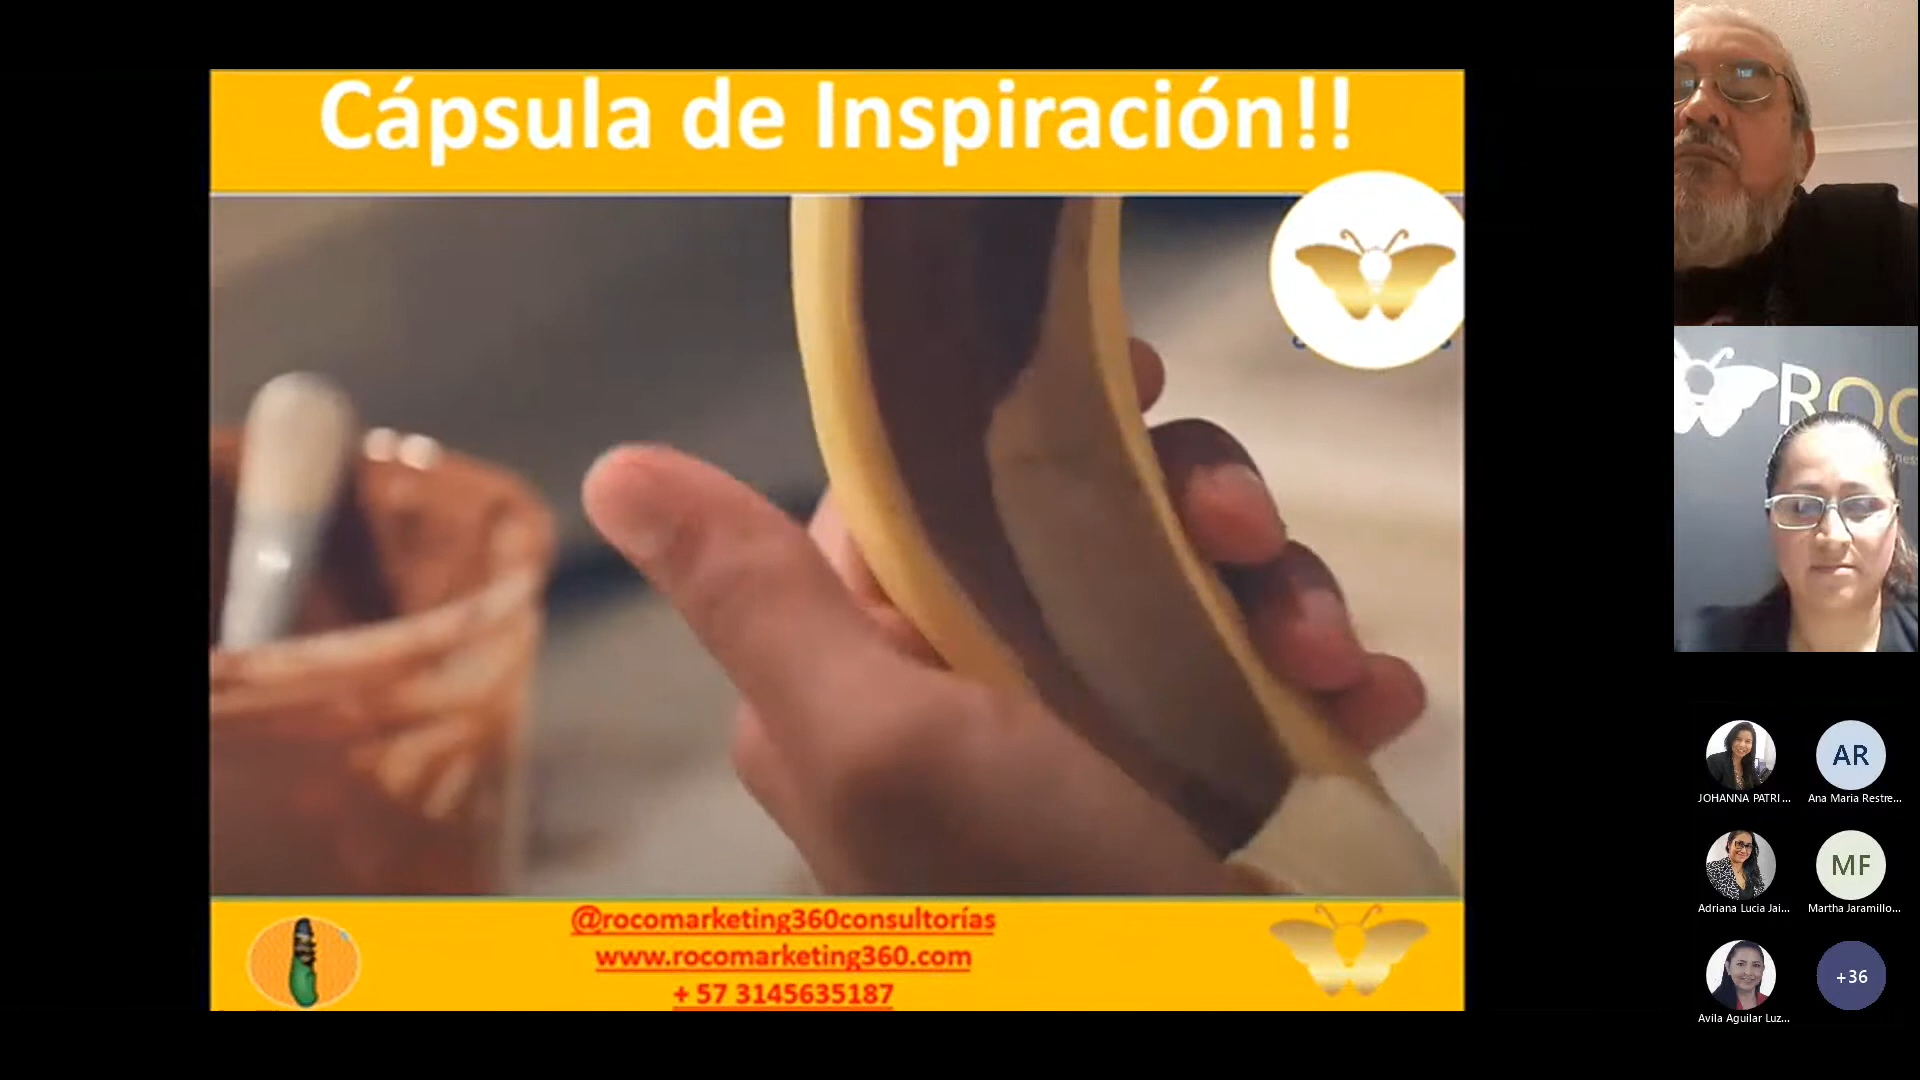 Cápsula de Inspiración!!
@rocomarketing360consultorías
www.rocomarketing360.com
+ 57 3145635187
ROC
JOHANNA PATRI...
AR
Ana Maria Restre...
Adriana Lucia Jai...
MF
Martha Jaramillo...
Avila Aguilar Luz...
+36